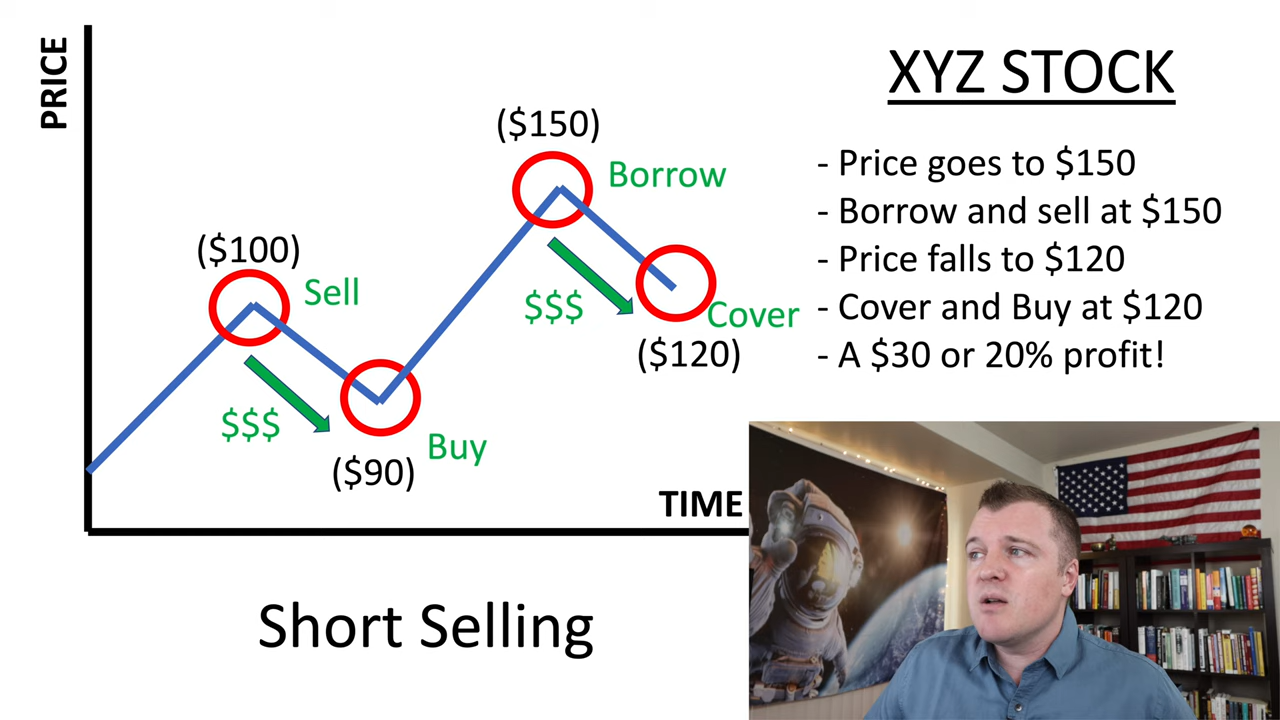 PRICE
XYZ STOCK
($150)
Borrow
- Price goes to $150
- Borrow and sell at $150
- Price falls to $120
- Cover and Buy at $120
- A $30 or 20% profit!
($100)
Sell
$$$
Cover
($120)
$$$
Buy
($90)
TIME
Short Selling